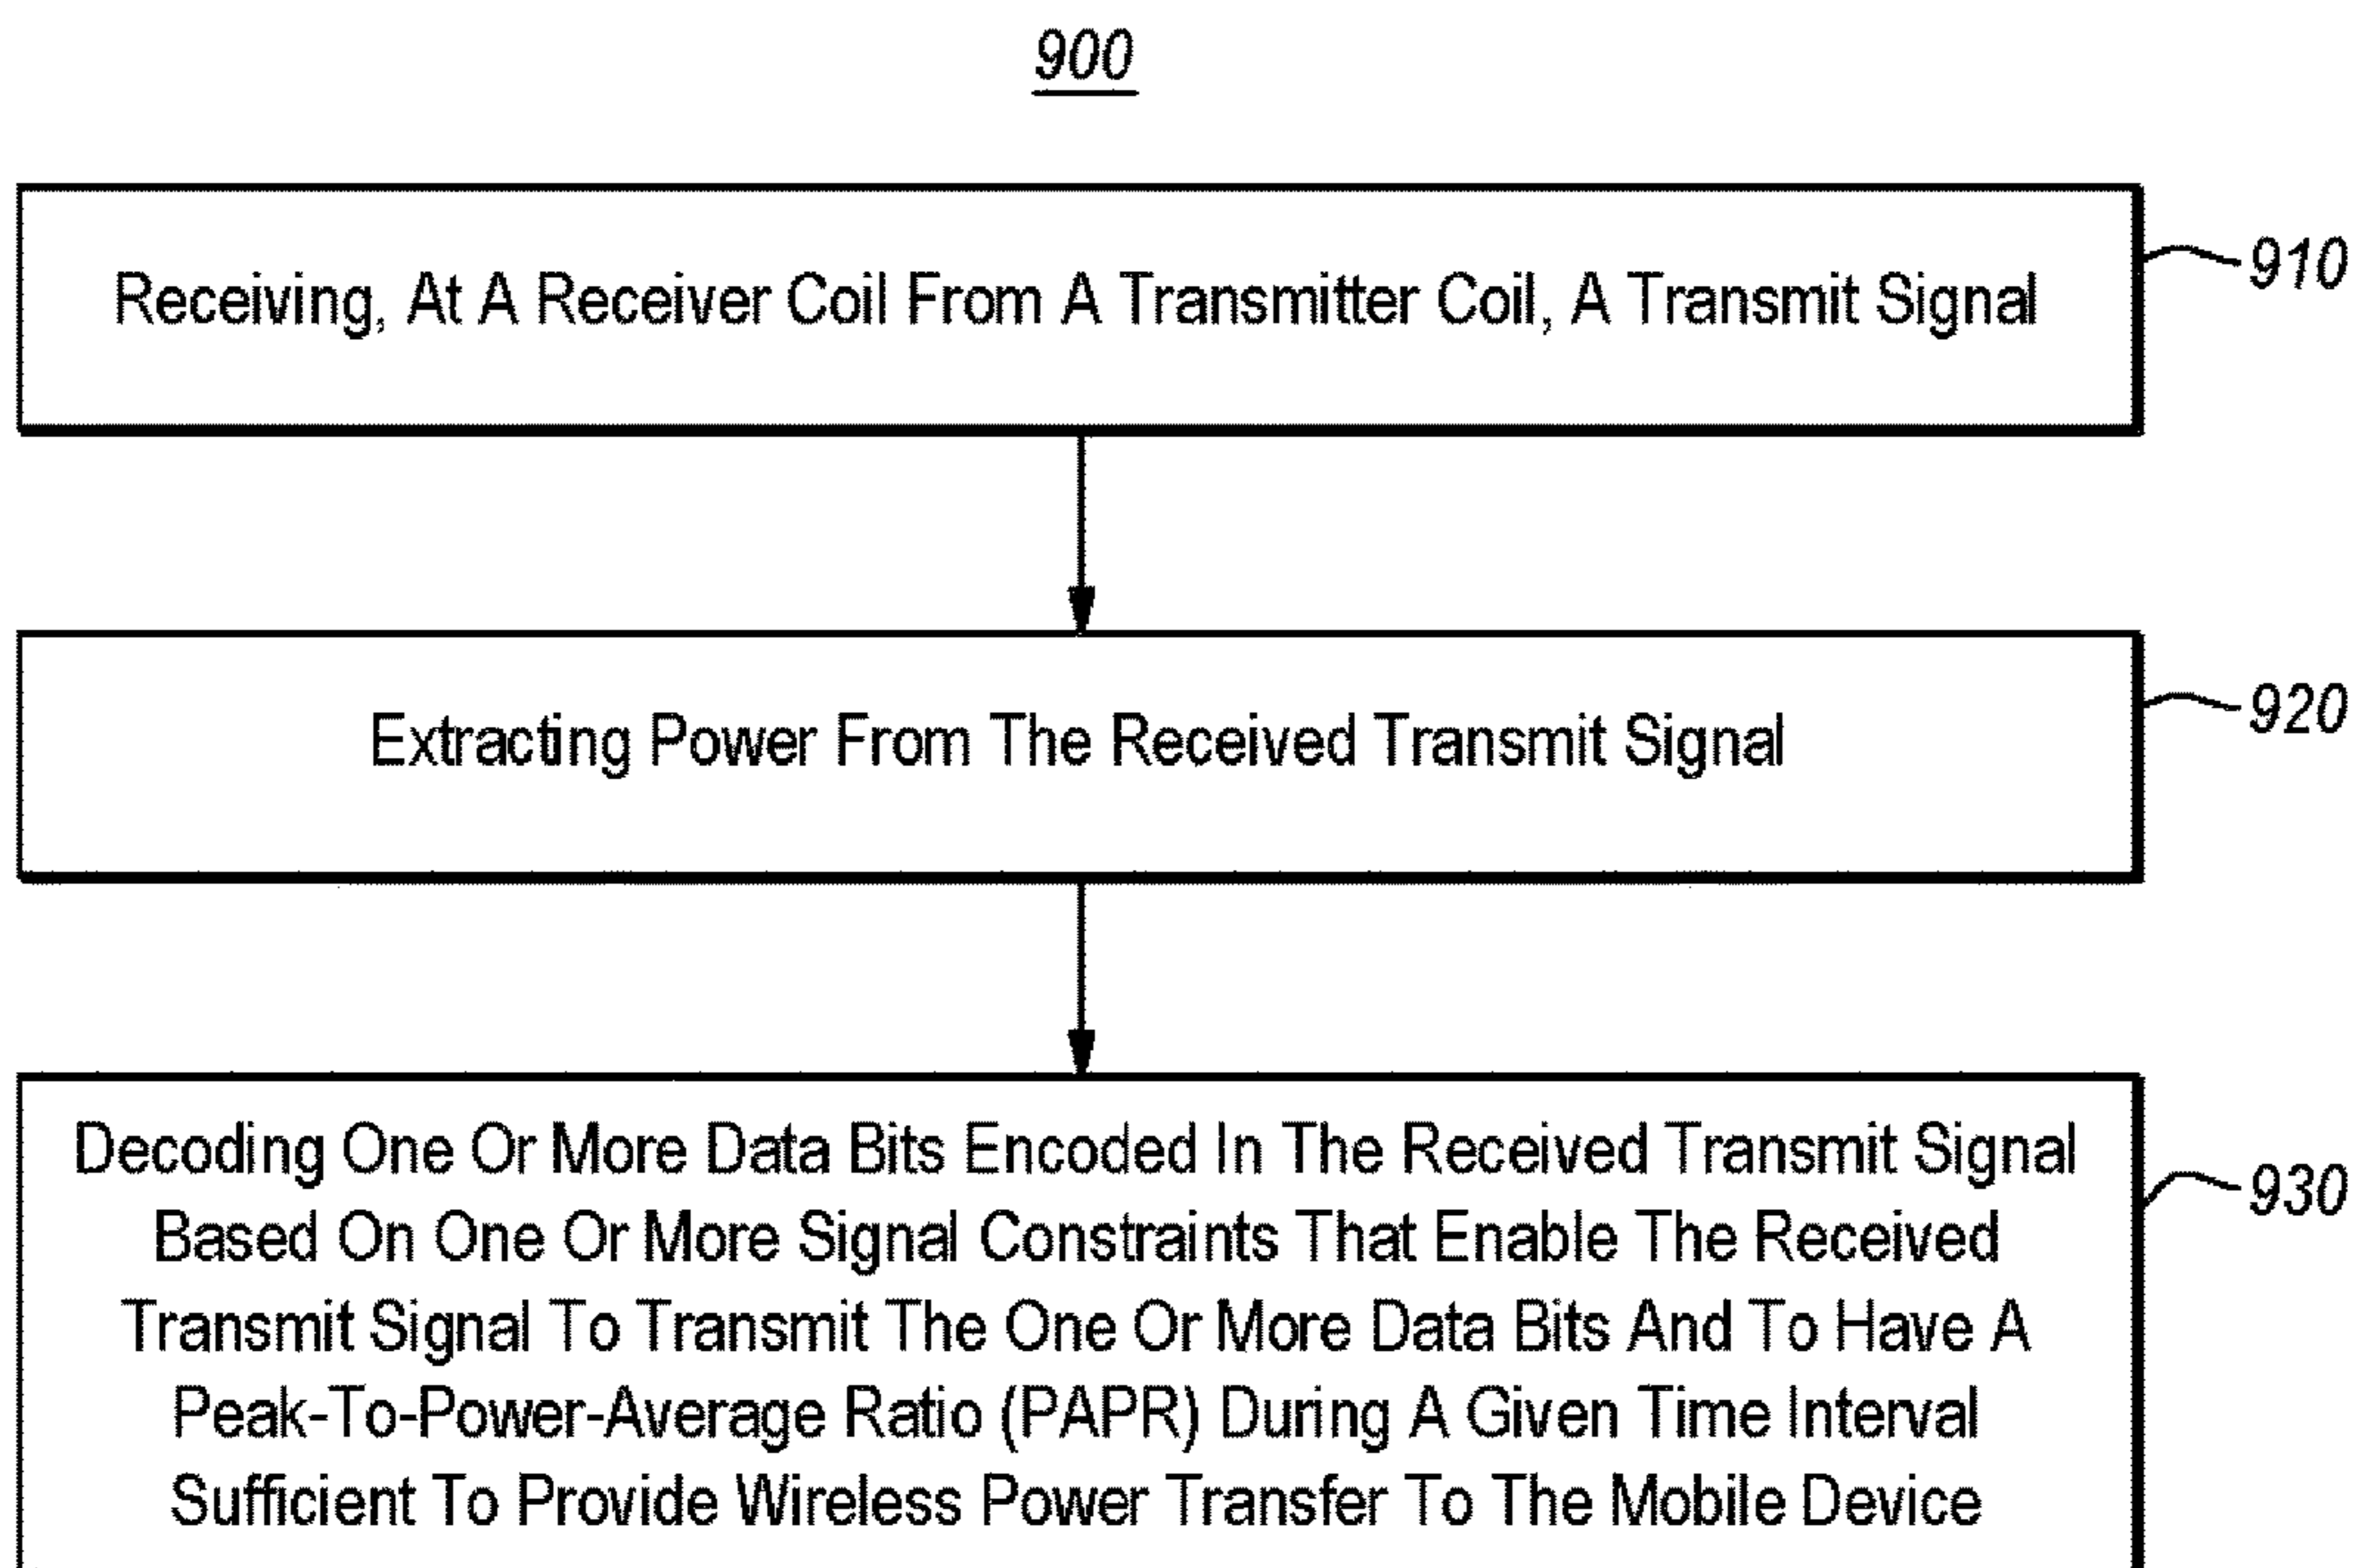 900
Receiving, At A Receiver Coil From A Transmitter Coil, A Transmit Signal
910
Extracting Power From The Received Transmit Signal
920
Decoding One Or More Data Bits Encoded In The Received Transmit Signal
Based On One Or More Signal Constraints That Enable The Received
Transmit Signal To Transmit The One Or More Data Bits And To Have A
Peak-To-Power-Average Ratio (PAPR) During A Given Time Interval
Sufficient To Provide Wireless Power Transfer To The Mobile Device
930